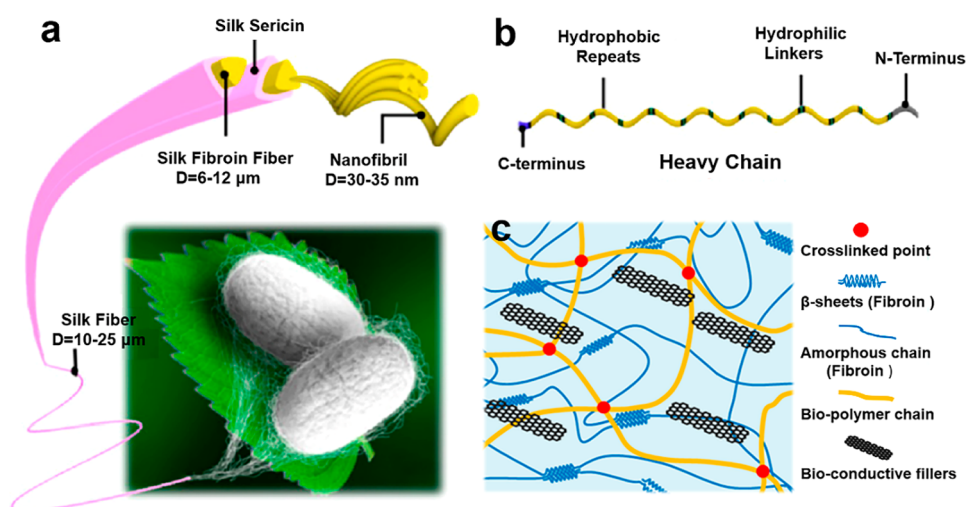 a
Silk Sericin
Silk Fibroin Fiber
D=6-12 μm
Nanofibril
D=30-35 nm
Silk Fiber
D=10-25 μm
b
Hydrophobic
Repeats
Hydrophilic
Linkers
N-Terminus
C-terminus
Heavy Chain
c
Crosslinked point
β-sheets (Fibroin )
Amorphous chain
(Fibroin )
Bio-polymer chain
Bio-conductive fillers